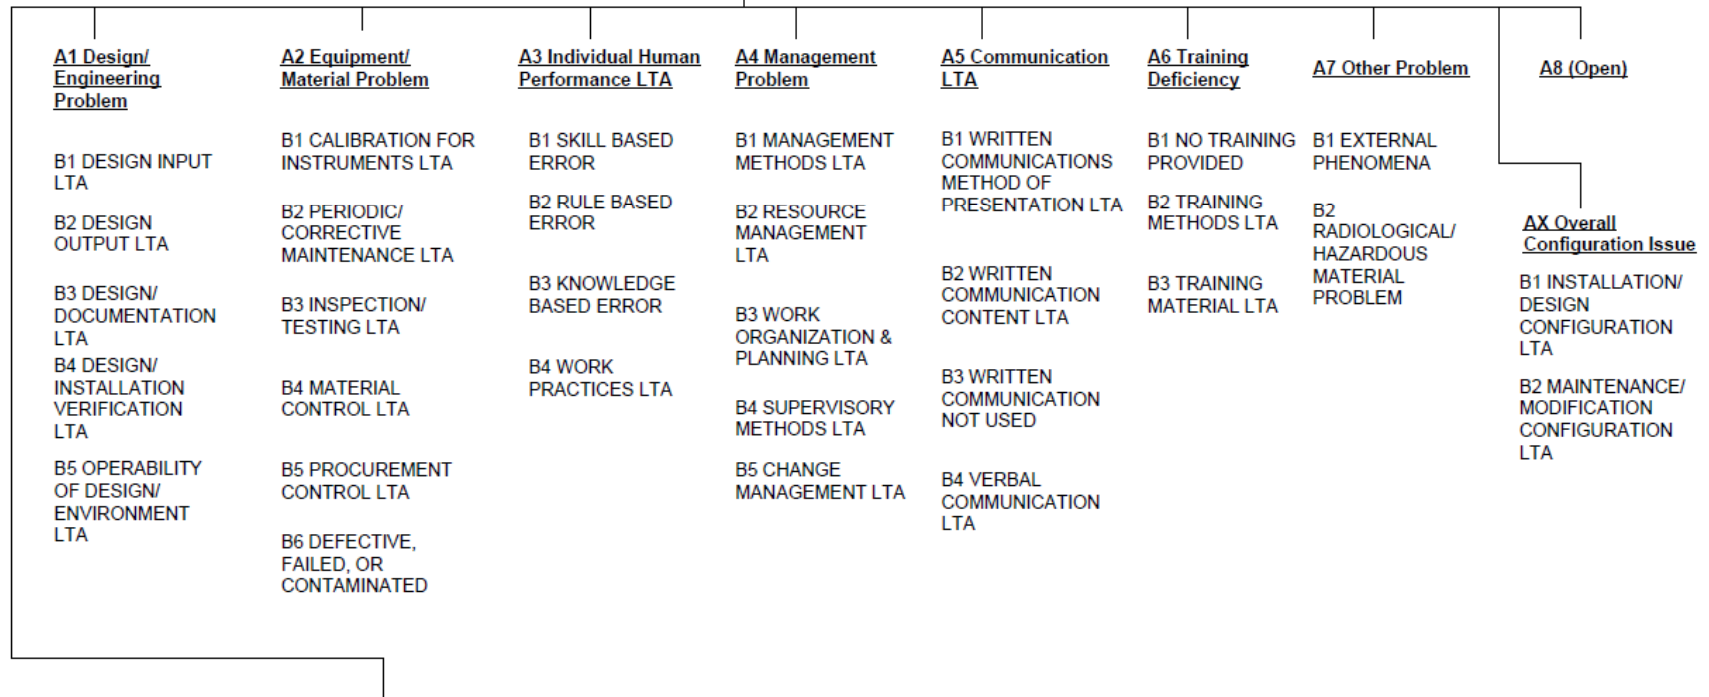 A1 Design/
Engineering
Problem
B1 DESIGN INPUT
LTA
B2 DESIGN
OUTPUT LTA
B3 DESIGN/
DOCUMENTATION
LTA
B4 DESIGN/
INSTALLATION
VERIFICATION
LTA
B5 OPERABILITY
OF DESIGN/
ENVIRONMENT
LTA
A2 Equipment/
Material Problem
B1 CALIBRATION FOR
INSTRUMENTS LTA
B2 PERIODIC/
CORRECTIVE
MAINTENANCE LTA
B3 INSPECTION/
TESTING LTA
B4 MATERIAL
CONTROL LTA
B5 PROCUREMENT
CONTROL LTA
B6 DEFECTIVE,
FAILED, OR
CONTAMINATED
A3 Individual Human
Performance LTA
B1 SKILL BASED
ERROR
B2 RULE BASED
ERROR
B3 KNOWLEDGE
BASED ERROR
B4 WORK
PRACTICES LTA
A4 Management
Problem
B1 MANAGEMENT
METHODS LTA
B2 RESOURCE
MANAGEMENT
LTA
B3 WORK
ORGANIZATION &
PLANNING LTA
B4 SUPERVISORY
METHODS LTA
B5 CHANGE
MANAGEMENT LTA
A5 Communication
LTA
B1 WRITTEN
COMMUNICATIONS
METHOD OF
PRESENTATION LTA
B2 WRITTEN
COMMUNICATION
CONTENT LTA
B3 WRITTEN
COMMUNICATION
NOT USED
B4 VERBAL
COMMUNICATION
LTA
A6 Training
Deficiency
B1 NO TRAINING
PROVIDED
B2 TRAINING
METHODS LTA
B3 TRAINING
MATERIAL LTA
A7 Other Problem
B1 EXTERNAL
PHENOMENA
B2
RADIOLOGICAL/
HAZARDOUS
MATERIAL
PROBLEM
A8 (Open)
AX Overall
Configuration Issue
B1 INSTALLATION/
DESIGN
CONFIGURATION
LTA
B2 MAINTENANCE/
MODIFICATION
CONFIGURATION
LTA